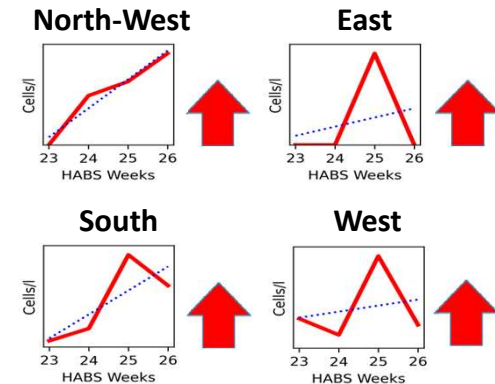 North-West
Cells/l
23 24 25 26
HABS Weeks
East
Cells/l
23 24 25 26
HABS Weeks
South
Cells/l
23 24 25 26
HABS Weeks
West
Cells/l
23 24 25 26
HABS Weeks